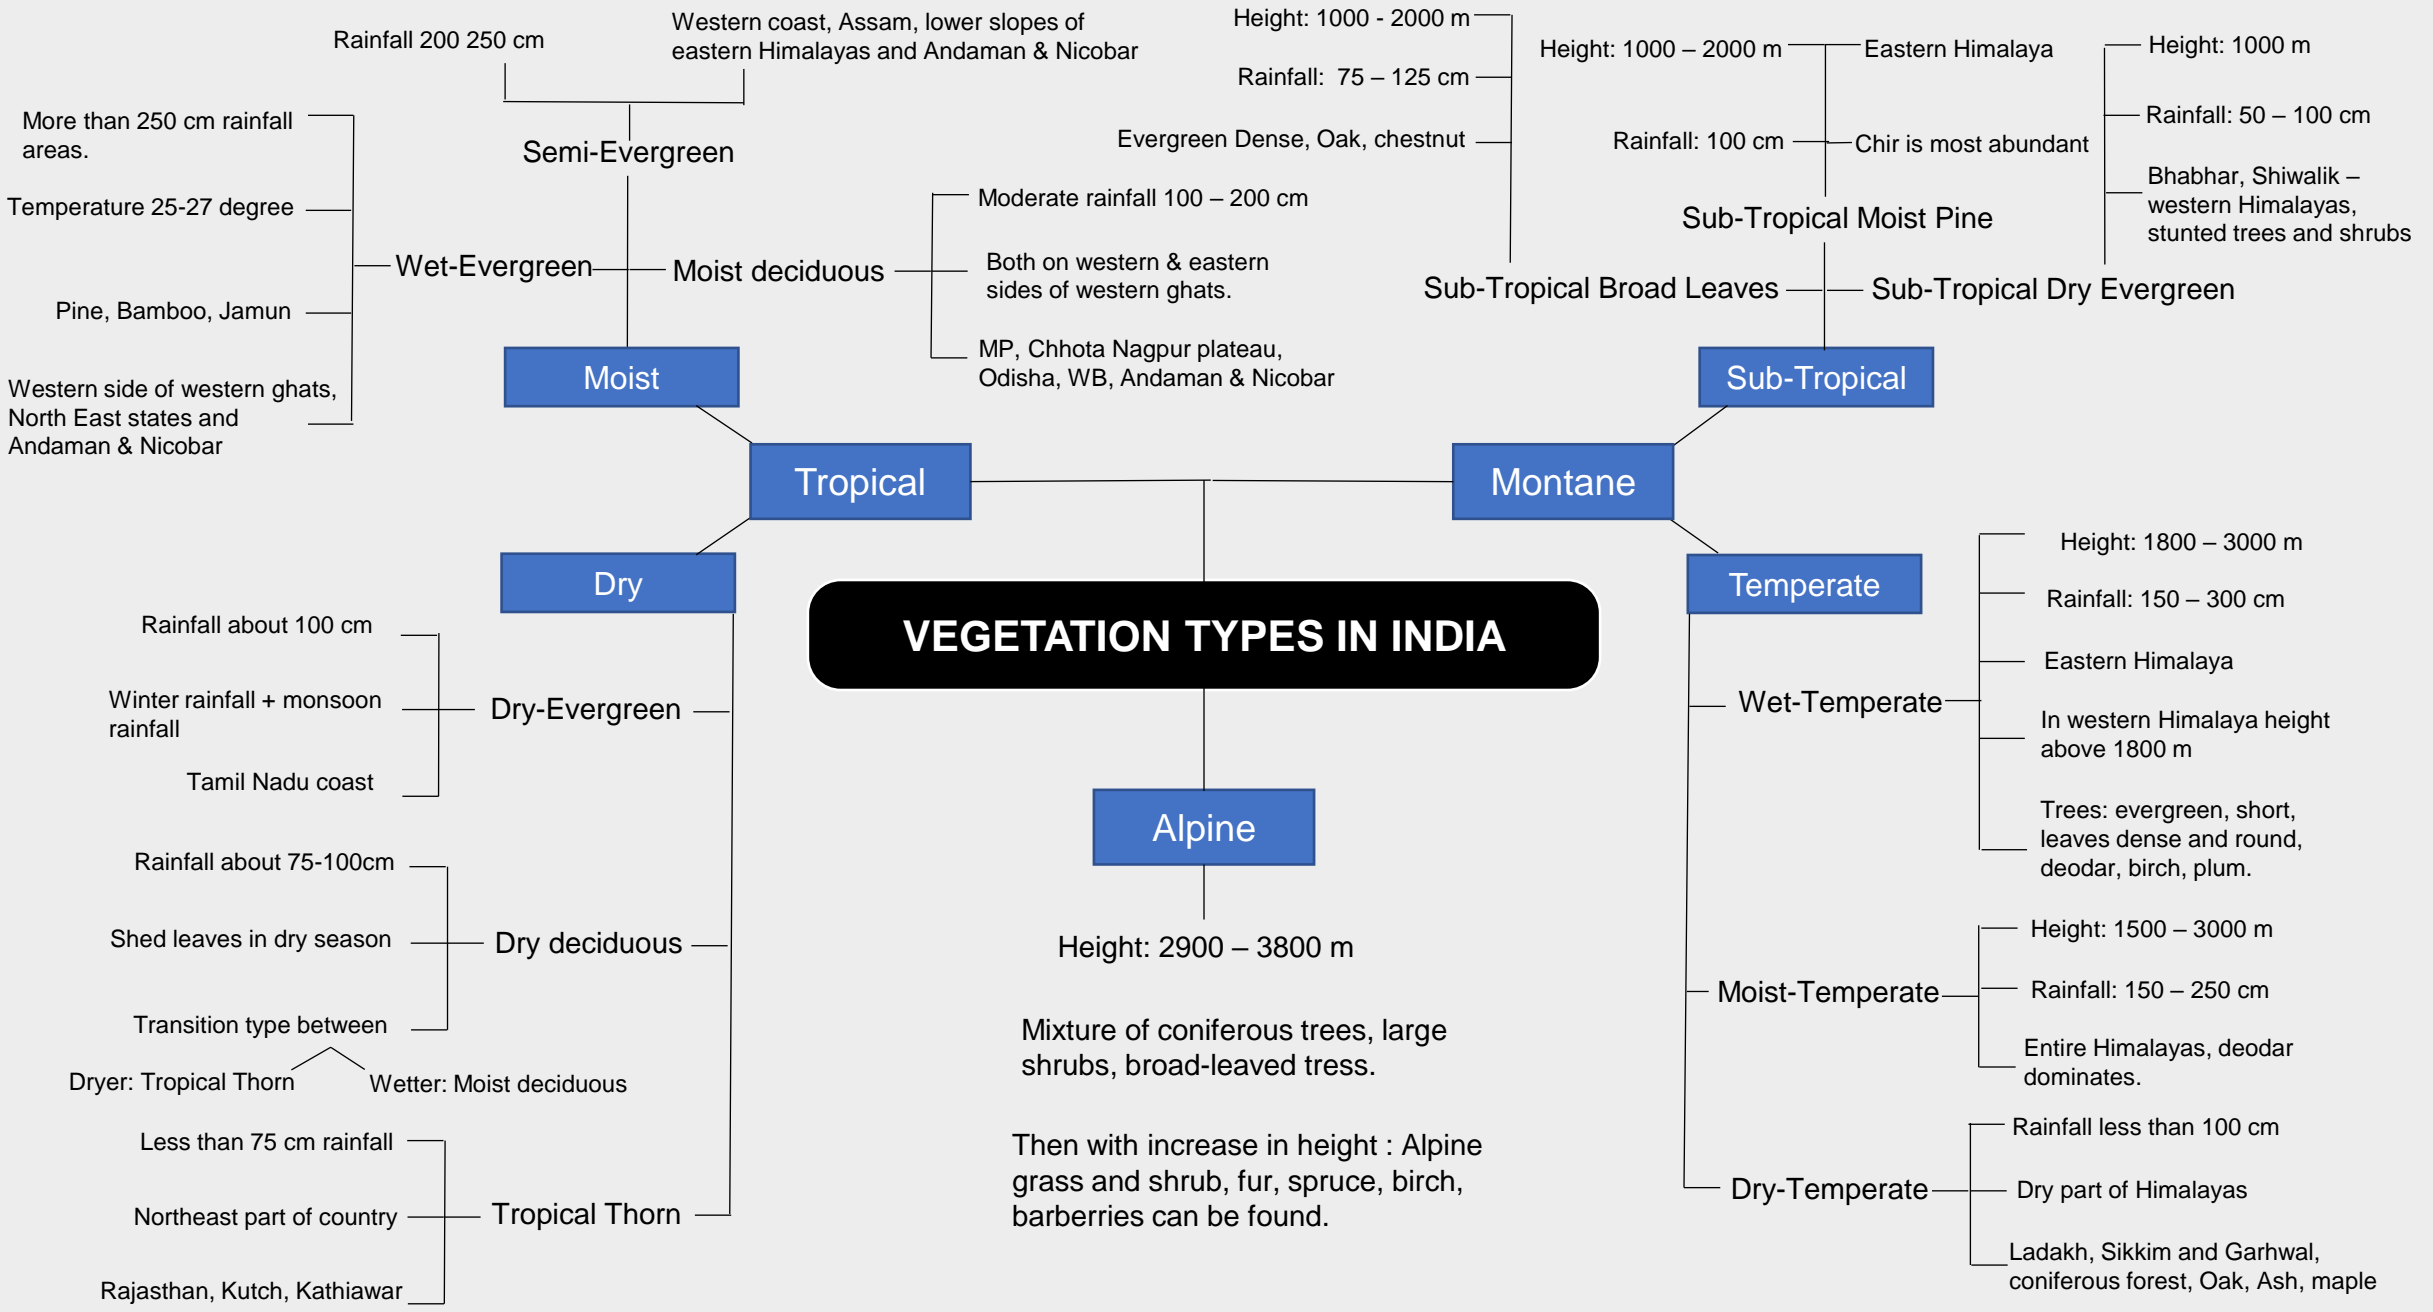 Rainfall 200 250 cm
Western coast, Assam, lower slopes of
eastern Himalayas and Andaman & Nicobar
Semi-Evergreen
More than 250 cm rainfall
areas.
Temperature 25-27 degree
Pine, Bamboo, Jamun
Western side of western ghats,
North East states and
Andaman & Nicobar
Wet-Evergreen
Moist deciduous
Moderate rainfall 100 – 200 cm
Both on western & eastern
sides of western ghats.
MP, Chhota Nagpur plateau,
Odisha, WB, Andaman & Nicobar
Moist
Height: 1000 - 2000 m
Rainfall:  75 – 125 cm
Evergreen Dense, Oak, chestnut
Sub-Tropical Broad Leaves
Height: 1000 – 2000 m
Eastern Himalaya
Rainfall: 100 cm
Chir is most abundant
Sub-Tropical Moist Pine
Height: 1000 m
Rainfall: 50 – 100 cm
Bhabhar, Shiwalik –
western Himalayas,
stunted trees and shrubs
Sub-Tropical Dry Evergreen
Sub-Tropical
Tropical
Montane
Dry
VEGETATION TYPES IN INDIA
Temperate
Rainfall about 100 cm
Winter rainfall + monsoon
rainfall
Tamil Nadu coast
Dry-Evergreen
Rainfall about 75-100cm
Shed leaves in dry season
Transition type between
Dryer: Tropical Thorn
Wetter: Moist deciduous
Dry deciduous
Less than 75 cm rainfall
Northeast part of country
Rajasthan, Kutch, Kathiawar
Tropical Thorn
Alpine
Height: 2900 – 3800 m
Mixture of coniferous trees, large
shrubs, broad-leaved tress.
Then with increase in height : Alpine
grass and shrub, fur, spruce, birch,
barberries can be found.
Wet-Temperate
Height: 1800 – 3000 m
Rainfall: 150 – 300 cm
Eastern Himalaya
In western Himalaya height
above 1800 m
Trees: evergreen, short,
leaves dense and round,
deodar, birch, plum.
Moist-Temperate
Height: 1500 – 3000 m
Rainfall: 150 – 250 cm
Entire Himalayas, deodar
dominates.
Dry-Temperate
Rainfall less than 100 cm
Dry part of Himalayas
Ladakh, Sikkim and Garhwal,
coniferous forest, Oak, Ash, maple